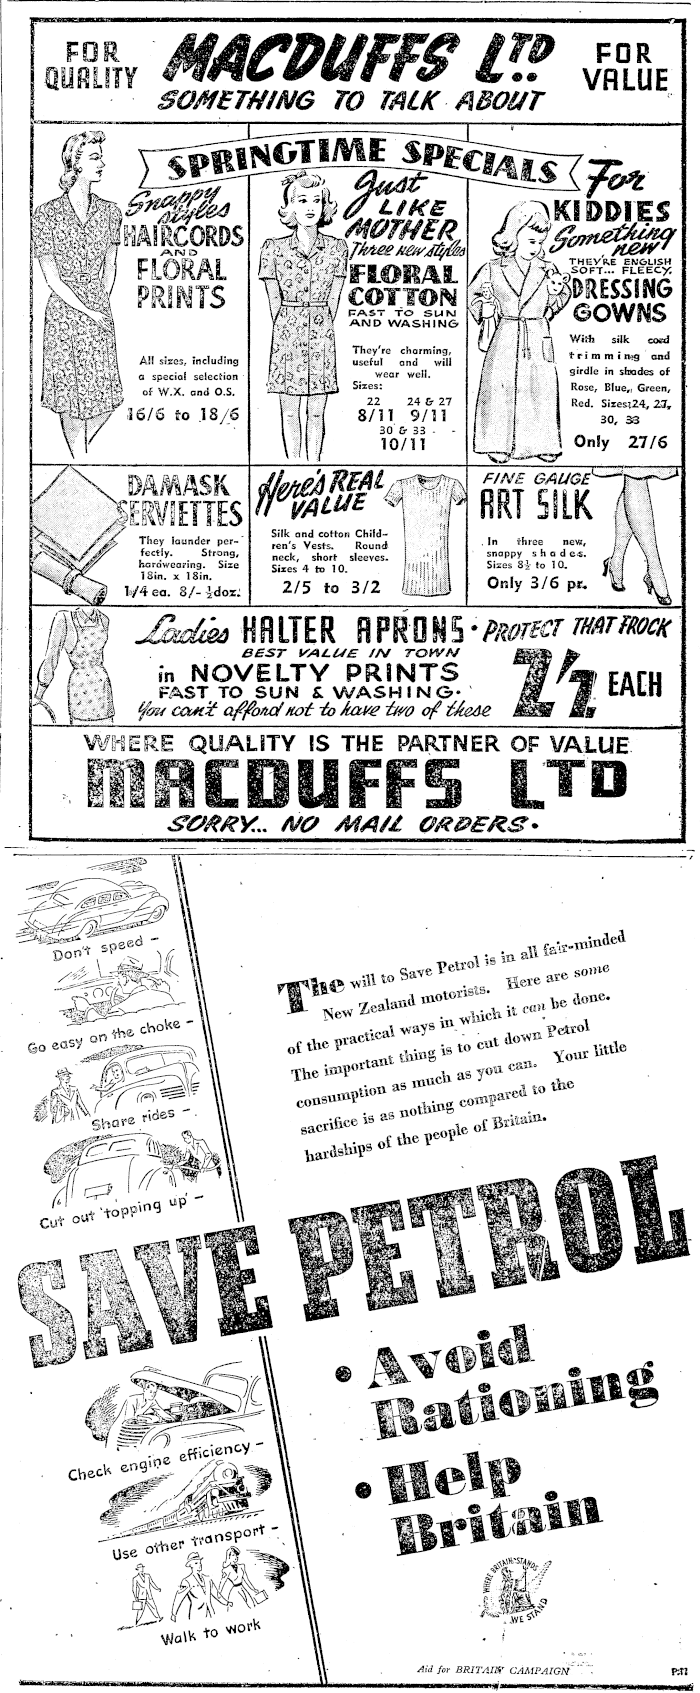 FOR QUALITY
MACDUFFS LTD.
FOR VALUE
SOMETHING TO TALK ABOUT
SPRINGTIME SPECIALS
Snappy
styles
HAIRCORDS
AND
FLORAL
PRINTS
All sizes, including
a special selection
of W.X. and O.S.
16/6 to 18/6
Just
LIKE
MOTHER
Three new styles
FLORAL
COTTON
FAST TO SUN
AND WASHING
They're charming,
useful and will
wear well.
Sizes:
22 24 & 27
8/11 9/11
30 & 33 - -
10/11
For
KIDDIES
Something
new
THEY'RE ENGLISH
SOFT... FLEECY.
DRESSING
GOWNS
With silk cord
trimming and
girdle in shades of
Rose, Blue, Green,
Red. Sizes: 24, 27,
30, 33
Only 27/6
DAMASK
SERVIETTES
They launder per-
fectly. Strong,
hardwearing. Size
18in. x 18in.
1/4 ea. 8/- ½doz.
Here's REAL
VALUE
Silk and cotton Child-
ren's Vests. Round
neck, short sleeves.
Sizes 4 to 10.
2/5 to 3/2
FINE GAUGE
ART SILK
In three new,
snappy shades.
Sizes 8½ to 10.
Only 3/6 pr.
Ladies HALTER APRONS · PROTECT THAT FROCK
BEST VALUE IN TOWN
in NOVELTY PRINTS
FAST TO SUN & WASHING.
You can't afford not to have two of these
EACH
WHERE QUALITY IS THE PARTNER OF VALUE
MACDUFFS LTD
SORRY... NO MAIL ORDERS.
Don't speed -
Go easy on the choke -
Share rides -
Cut out 'topping up' -
The will to Save Petrol is in all fair-minded
New Zealand motorists. Here are some
of the practical ways in which it can be done.
The important thing is to cut down Petrol
consumption as much as you can. Your little
sacrifice is as nothing compared to the
hardships of the people of Britain.
SAVE PETROL
• Avoid
Rationing
• Help
Britain
Check engine efficiency -
Use other transport -
Walk to work
WHERE BRITAIN STANDS
WE STAND
Aid for BRITAIN CAMPAIGN